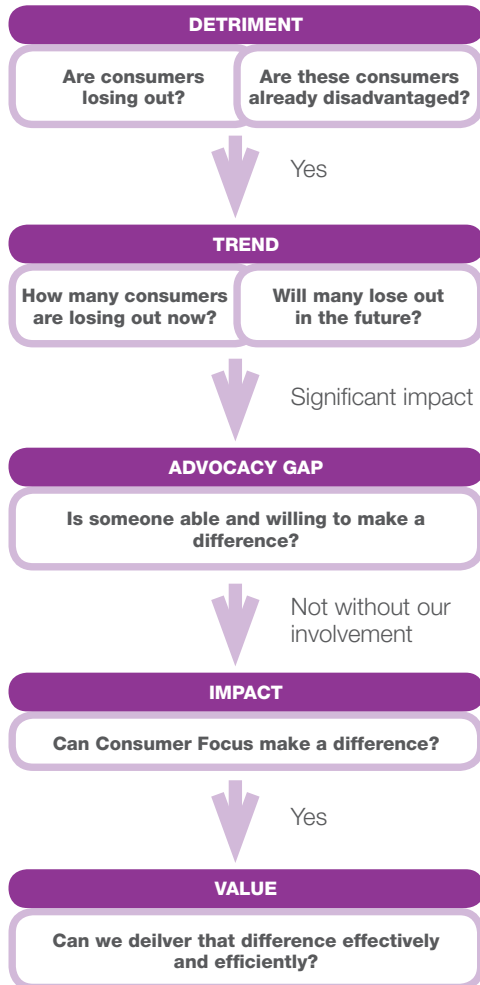 DETRIMENT
Are consumers
losing out?
Are these consumers
already disadvantaged?
Yes
TREND
How many consumers
are losing out now?
Will many lose out
in the future?
Significant impact
ADVOCACY GAP
Is someone able and willing to make a
difference?
Not without our
involvement
IMPACT
Can Consumer Focus make a difference?
Yes
VALUE
Can we deilver that difference effectively
and efficiently?